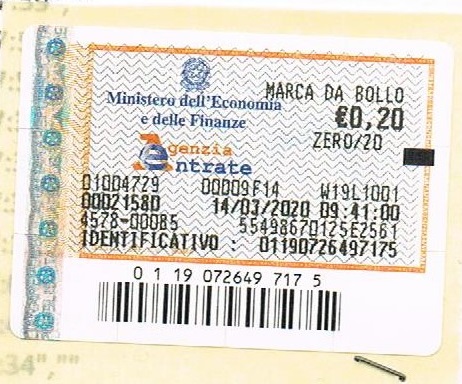 MARCA DA BOLLO
Ministero dell'Economia
e delle Finanze
€0,20
ZERO/20
Agenzia
Entrate
01004729 00009F14 W19L1001
0002158D 14/03/2020 09:41:00
4578-00085 55498670125E2561
IDENTIFICATIVO : 01190726497175
0 1 19 072649 717 5
34","'"